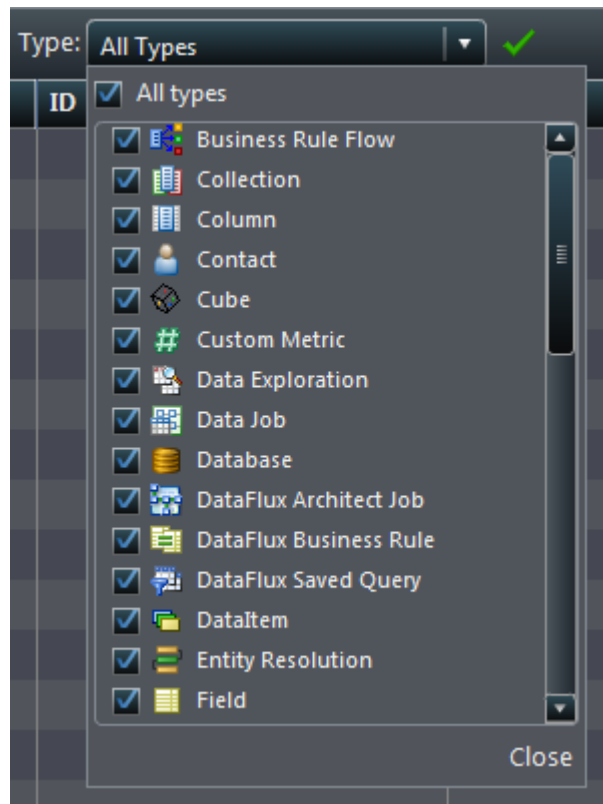 Type: All Types
ID
All types
Business Rule Flow
Collection
Column
Contact
Cube
Custom Metric
Data Exploration
Data Job
Database
DataFlux Architect Job
DataFlux Business Rule
DataFlux Saved Query
DataItem
Entity Resolution
Field
Close